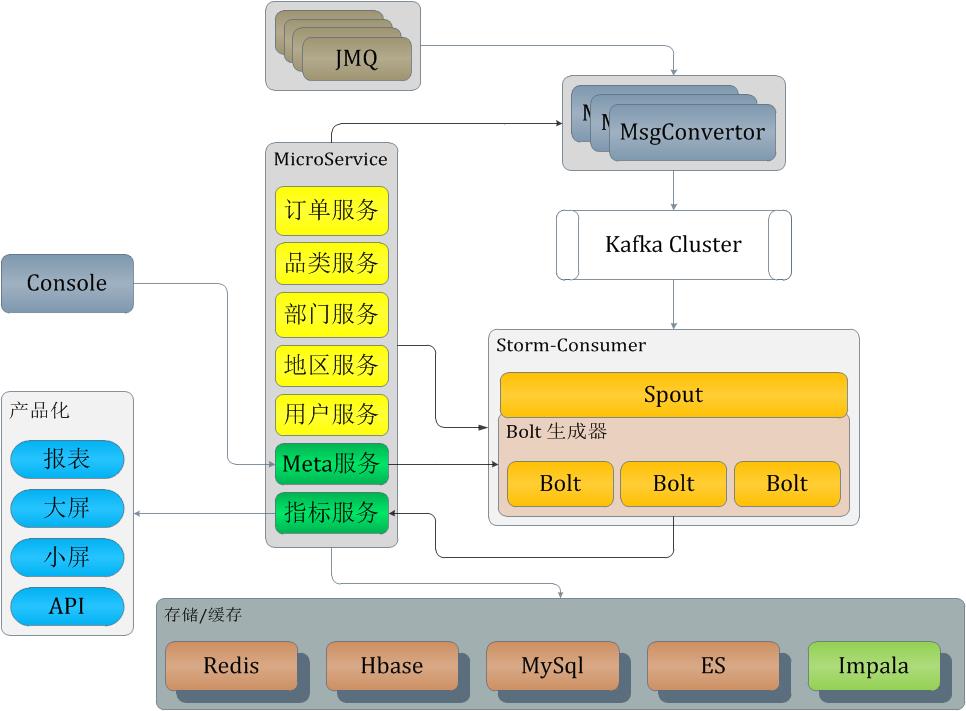 JMQ
M
M
MsgConvertor
MicroService
订单服务
品类服务
部门服务
地区服务
用户服务
Meta服务
指标服务
Kafka Cluster
Console
Storm-Consumer
Spout
Bolt 生成器
Bolt
Bolt
Bolt
产品化
报表
大屏
小屏
API
存储/缓存
Redis
Hbase
MySql
ES
Impala